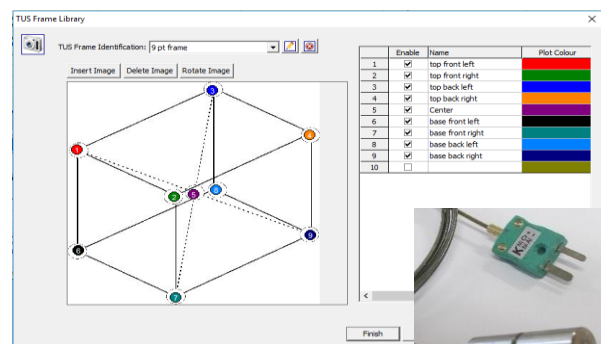 TUS Frame Library
TUS Frame Identification: 9 pt frame
Insert Image Delete Image Rotate Image
Enable Name Plot Colour
1 top front left
2 top front right
3 top back left
4 top back right
5 Center
6 base front left
7 base front right
8 base back left
9 base back right
10
3
4
1
2 5 8
9
6
7
K
Finish